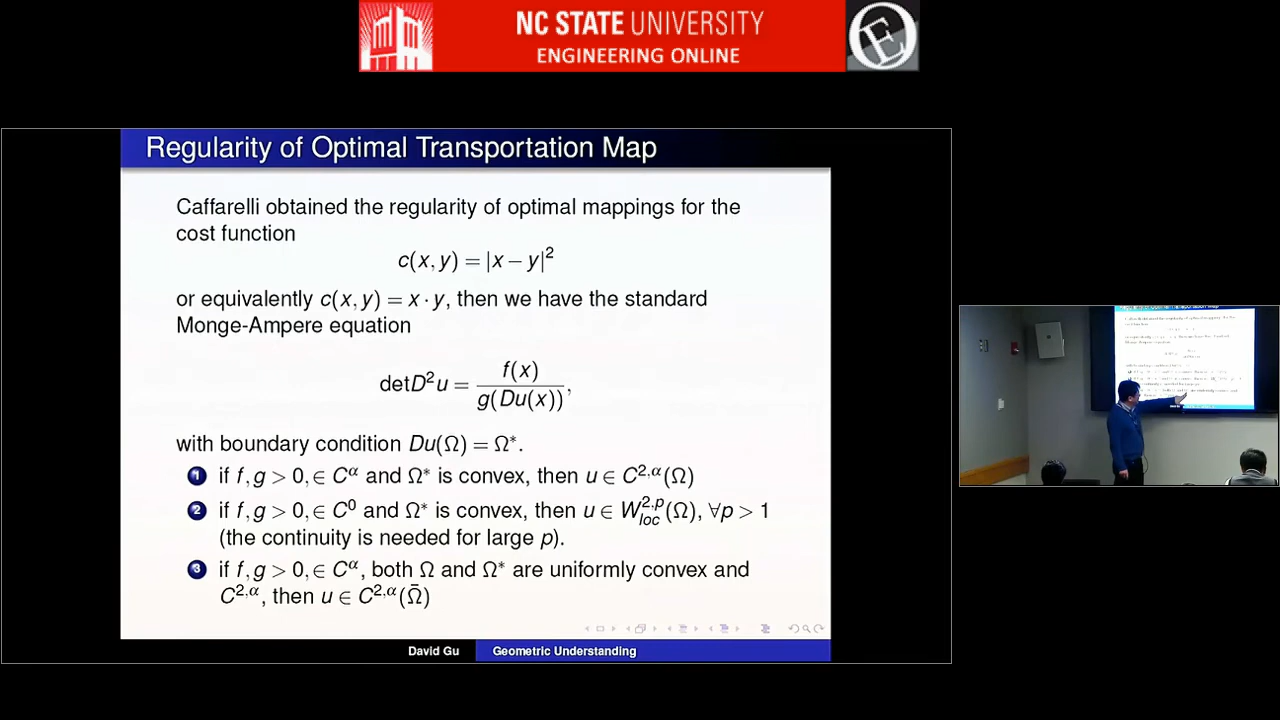 NC STATE UNIVERSITY
ENGINEERING ONLINE
Regularity of Optimal Transportation Map
Caffarelli obtained the regularity of optimal mappings for the
cost function
c(x, y) = |x − y|²
or equivalently c(x, y) = x · y, then we have the standard
Monge-Ampere equation
detD²u = f(x) / g(Du(x)),
with boundary condition Du(Ω) = Ω*.
1 if f, g > 0, ∈ C^α and Ω* is convex, then u ∈ C^{2,α}(Ω)
2 if f, g > 0, ∈ C⁰ and Ω* is convex, then u ∈ W^{2,p}_{loc}(Ω), ∀p > 1
(the continuity is needed for large p).
3 if f, g > 0, ∈ C^α, both Ω and Ω* are uniformly convex and
C^{2,α}, then u ∈ C^{2,α}(Ω̄)
David Gu Geometric Understanding